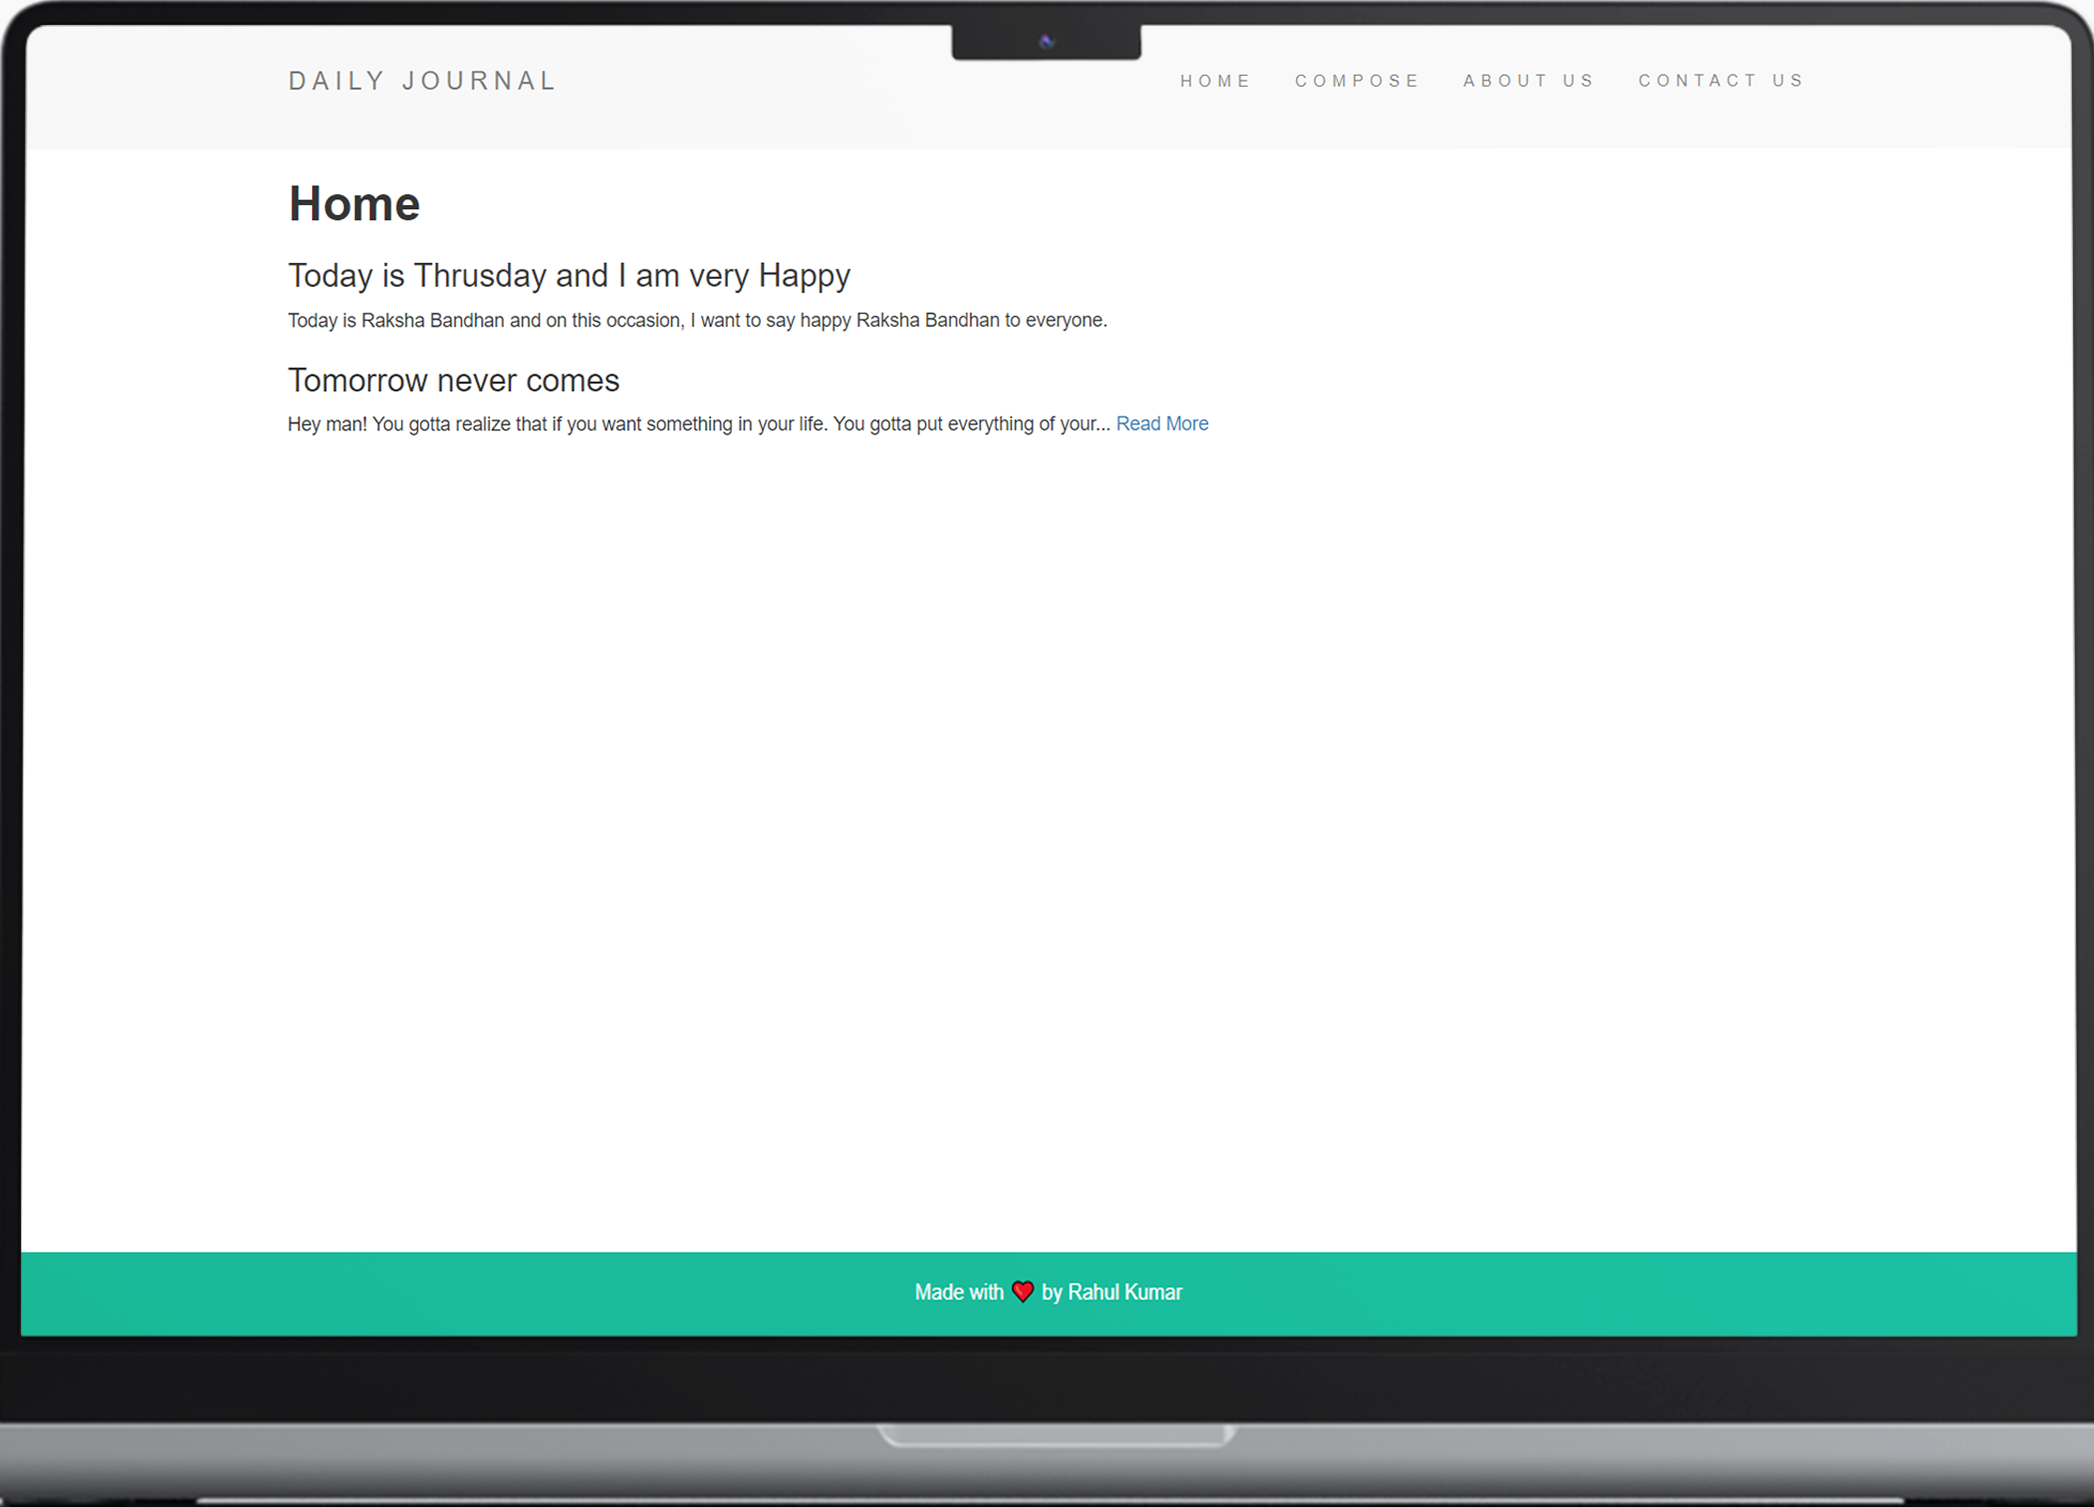 DAILY JOURNAL
HOME COMPOSE ABOUT US CONTACT US
Home
Today is Thrusday and I am very Happy
Today is Raksha Bandhan and on this occasion, I want to say happy Raksha Bandhan to everyone.
Tomorrow never comes
Hey man! You gotta realize that if you want something in your life. You gotta put everything of your... Read More
Made with ❤️ by Rahul Kumar